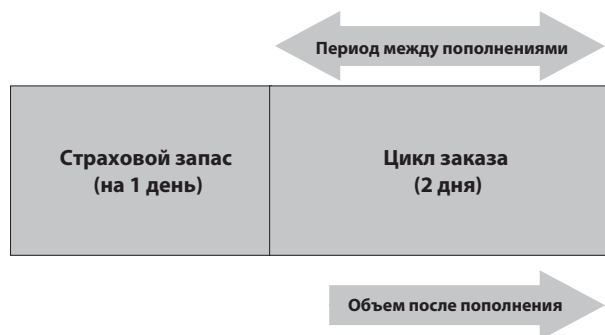 Период между пополнениями
Страховой запас
(на 1 день)
Цикл заказа
(2 дня)
Объем после пополнения